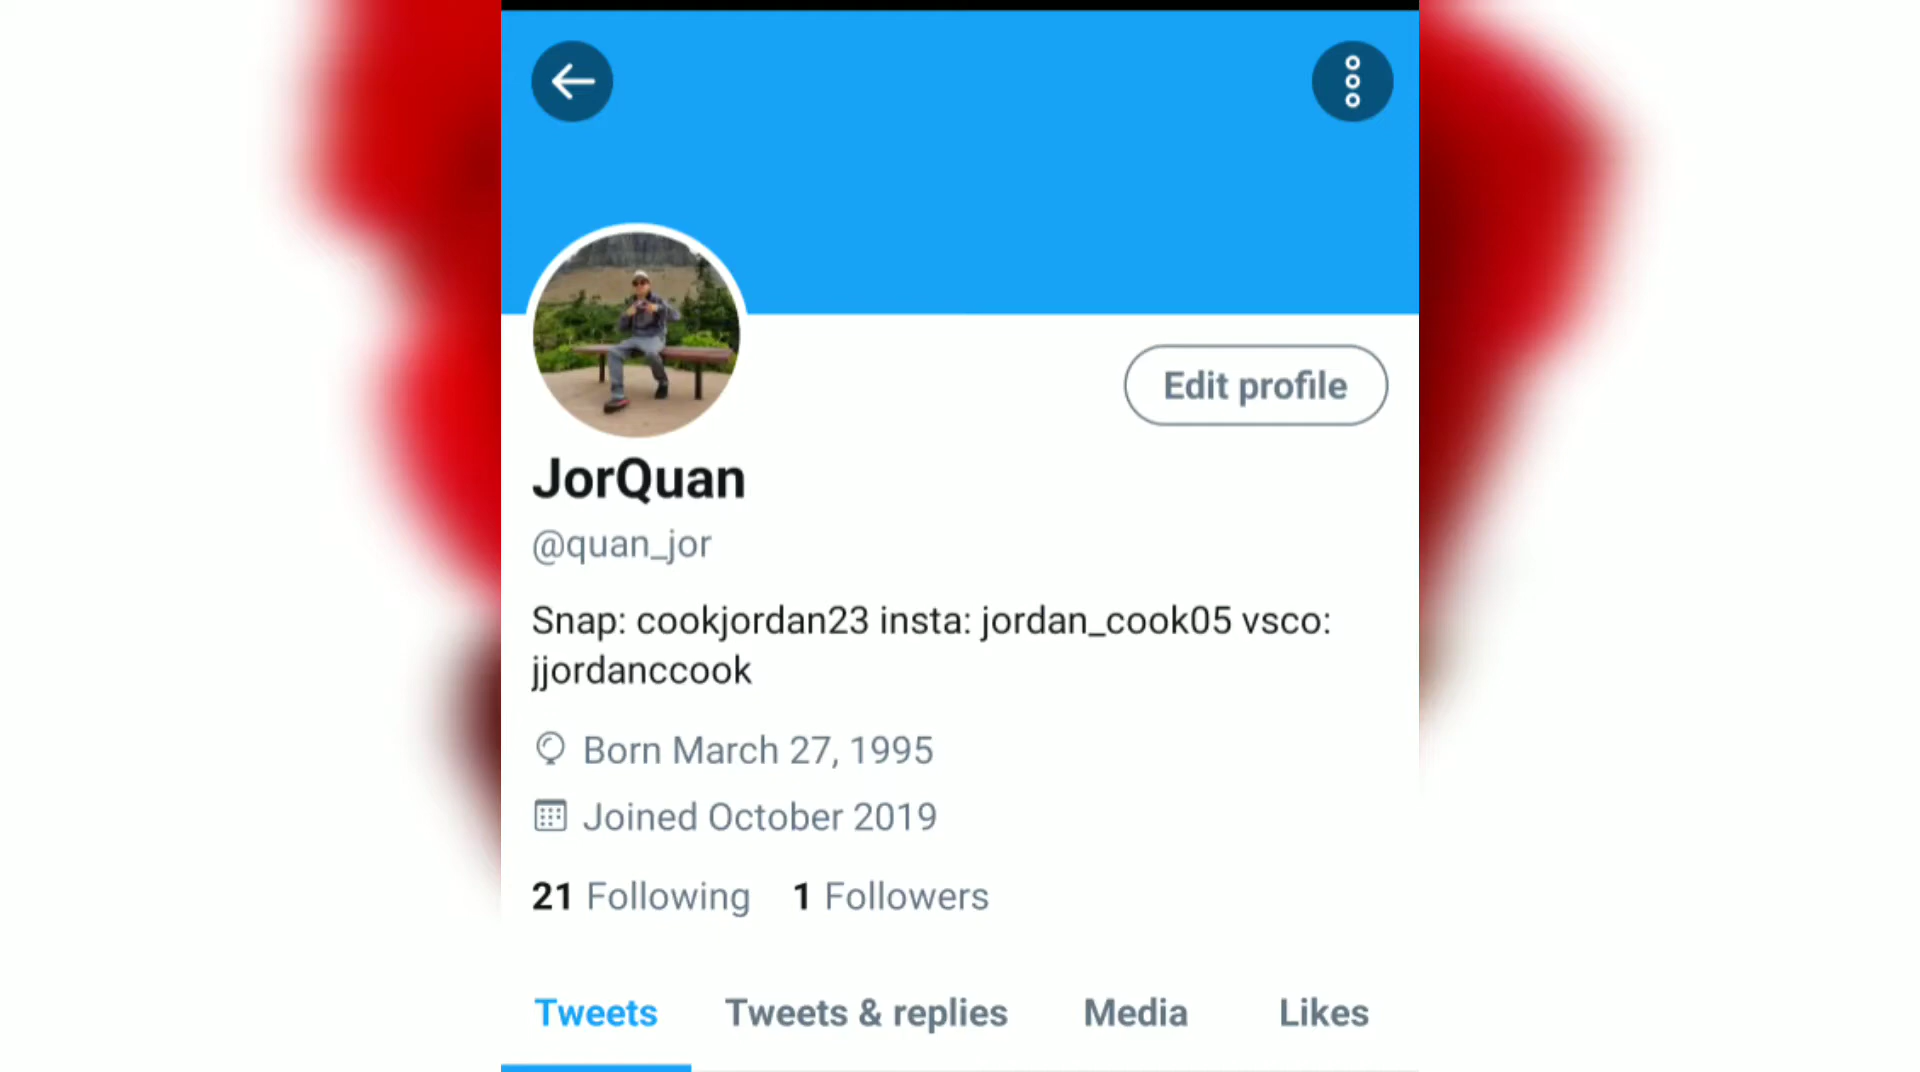 Edit profile
JorQuan
@quan_jor
Snap: cookjordan23 insta: jordan_cook05 vsco:
jjordanccook
Born March 27, 1995
Joined October 2019
21 Following 1 Followers
Tweets Tweets & replies Media Likes